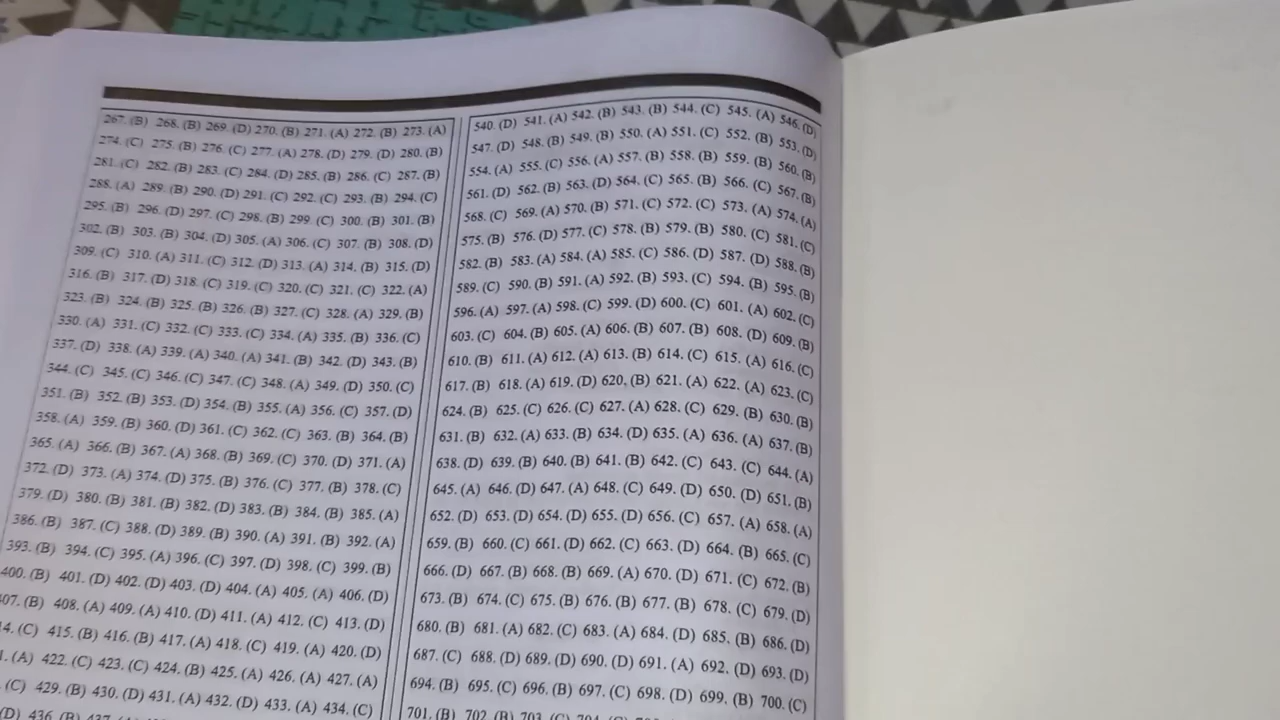 267. (B) 268. (B) 269. (D) 270. (B) 271. (A) 272. (B) 273. (A)
274. (C) 275. (B) 276. (C) 277. (A) 278. (D) 279. (D) 280. (B)
281. (C) 282. (B) 283. (C) 284. (D) 285. (B) 286. (C) 287. (B)
288. (A) 289. (B) 290. (D) 291. (C) 292. (C) 293. (B) 294. (C)
295. (B) 296. (D) 297. (C) 298. (B) 299. (C) 300. (B) 301. (B)
302. (B) 303. (B) 304. (D) 305. (A) 306. (C) 307. (B) 308. (D)
309. (C) 310. (A) 311. (C) 312. (D) 313. (A) 314. (B) 315. (D)
316. (B) 317. (D) 318. (C) 319. (C) 320. (C) 321. (C) 322. (A)
323. (B) 324. (B) 325. (B) 326. (B) 327. (C) 328. (A) 329. (B)
330. (A) 331. (C) 332. (C) 333. (C) 334. (A) 335. (B) 336. (C)
337. (D) 338. (A) 339. (A) 340. (A) 341. (B) 342. (D) 343. (B)
344. (C) 345. (C) 346. (C) 347. (C) 348. (A) 349. (D) 350. (C)
351. (B) 352. (B) 353. (D) 354. (B) 355. (A) 356. (C) 357. (D)
358. (A) 359. (B) 360. (D) 361. (C) 362. (C) 363. (B) 364. (B)
365. (A) 366. (B) 367. (A) 368. (B) 369. (C) 370. (D) 371. (A)
372. (D) 373. (A) 374. (D) 375. (B) 376. (C) 377. (B) 378. (C)
379. (D) 380. (B) 381. (B) 382. (D) 383. (B) 384. (B) 385. (A)
386. (B) 387. (C) 388. (D) 389. (B) 390. (A) 391. (B) 392. (A)
393. (B) 394. (C) 395. (A) 396. (C) 397. (D) 398. (C) 399. (B)
400. (B) 401. (D) 402. (D) 403. (D) 404. (A) 405. (A) 406. (D)
07. (B) 408. (A) 409. (A) 410. (D) 411. (A) 412. (C) 413. (D)
4. (C) 415. (B) 416. (B) 417. (A) 418. (C) 419. (A) 420. (D)
(A) 422. (C) 423. (C) 424. (B) 425. (A) 426. (A) 427. (A)
(C) 429. (B) 430. (D) 431. (A) 432. (D) 433. (A) 434. (C)
(D) 436. (B) 437.
540. (D) 541. (A) 542. (B) 543. (B) 544. (C) 545. (A) 546. (D)
547. (D) 548. (B) 549. (B) 550. (A) 551. (C) 552. (B) 553. (D)
554. (A) 555. (C) 556. (A) 557. (B) 558. (B) 559. (B) 560. (B)
561. (D) 562. (B) 563. (D) 564. (C) 565. (B) 566. (C) 567. (B)
568. (C) 569. (A) 570. (B) 571. (C) 572. (C) 573. (A) 574. (A)
575. (B) 576. (D) 577. (C) 578. (B) 579. (B) 580. (C) 581. (C)
582. (B) 583. (A) 584. (A) 585. (C) 586. (D) 587. (D) 588. (B)
589. (C) 590. (B) 591. (A) 592. (B) 593. (C) 594. (B) 595. (B)
596. (A) 597. (A) 598. (C) 599. (D) 600. (C) 601. (A) 602. (C)
603. (C) 604. (B) 605. (A) 606. (B) 607. (B) 608. (D) 609. (B)
610. (B) 611. (A) 612. (A) 613. (B) 614. (C) 615. (A) 616. (C)
617. (B) 618. (A) 619. (D) 620. (B) 621. (A) 622. (A) 623. (C)
624. (B) 625. (C) 626. (C) 627. (A) 628. (C) 629. (B) 630. (B)
631. (B) 632. (A) 633. (B) 634. (D) 635. (A) 636. (A) 637. (B)
638. (D) 639. (B) 640. (B) 641. (B) 642. (C) 643. (C) 644. (A)
645. (A) 646. (D) 647. (A) 648. (C) 649. (D) 650. (D) 651. (B)
652. (D) 653. (D) 654. (D) 655. (D) 656. (C) 657. (A) 658. (A)
659. (B) 660. (C) 661. (D) 662. (C) 663. (D) 664. (B) 665. (C)
666. (D) 667. (B) 668. (B) 669. (A) 670. (D) 671. (C) 672. (B)
673. (B) 674. (C) 675. (B) 676. (B) 677. (B) 678. (C) 679. (D)
680. (B) 681. (A) 682. (C) 683. (A) 684. (D) 685. (B) 686. (D)
687. (C) 688. (D) 689. (D) 690. (D) 691. (A) 692. (D) 693. (D)
694. (B) 695. (C) 696. (B) 697. (C) 698. (D) 699. (B) 700. (C)
701. (B) 702. (B) 703. (C) 704.